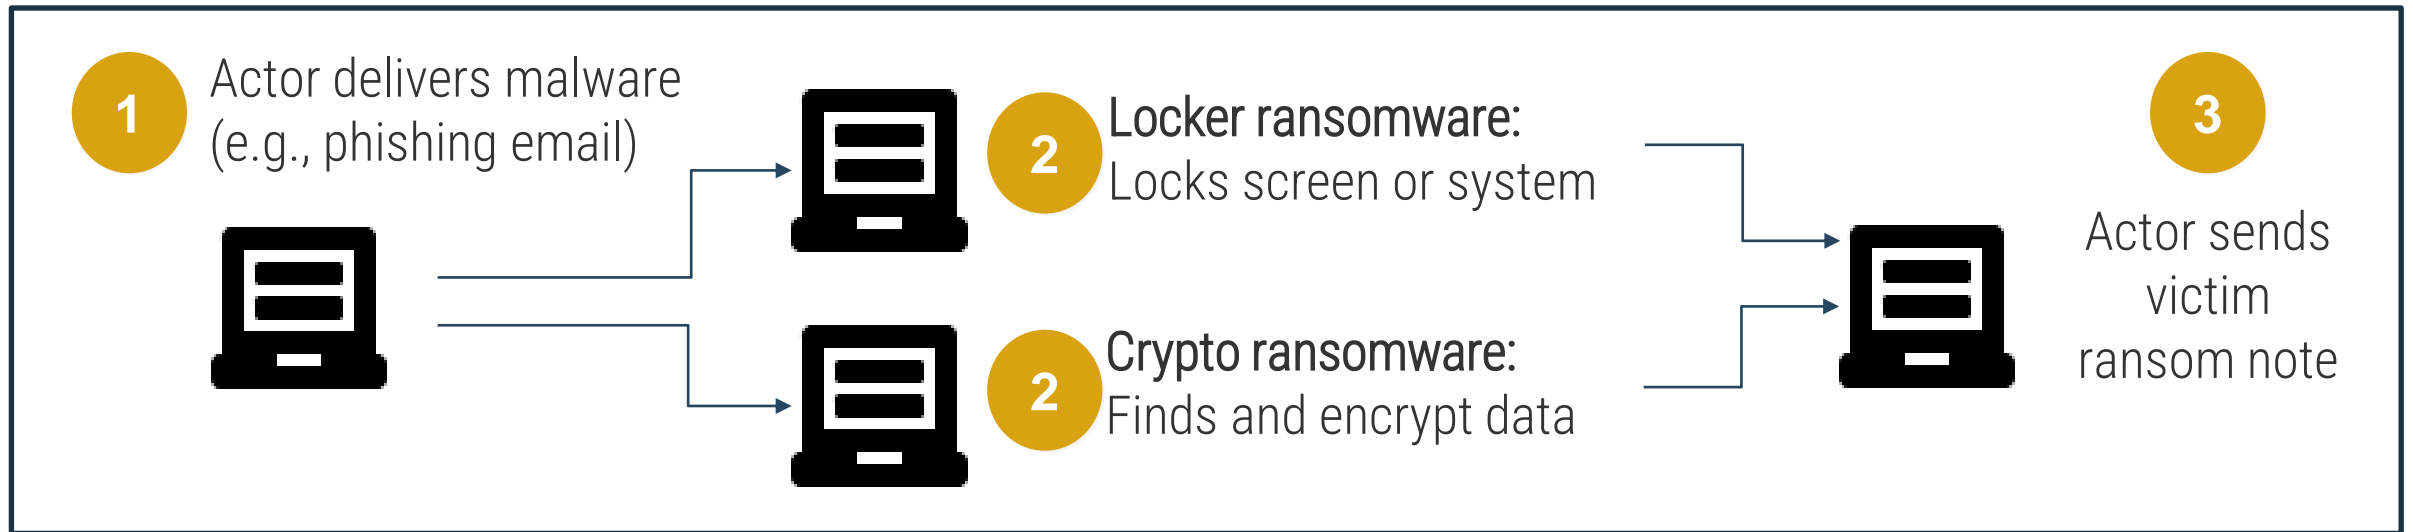 1
Actor delivers malware
(e.g., phishing email)
2
Locker ransomware:
Locks screen or system
2
Crypto ransomware:
Finds and encrypt data
3
Actor sends
victim
ransom note